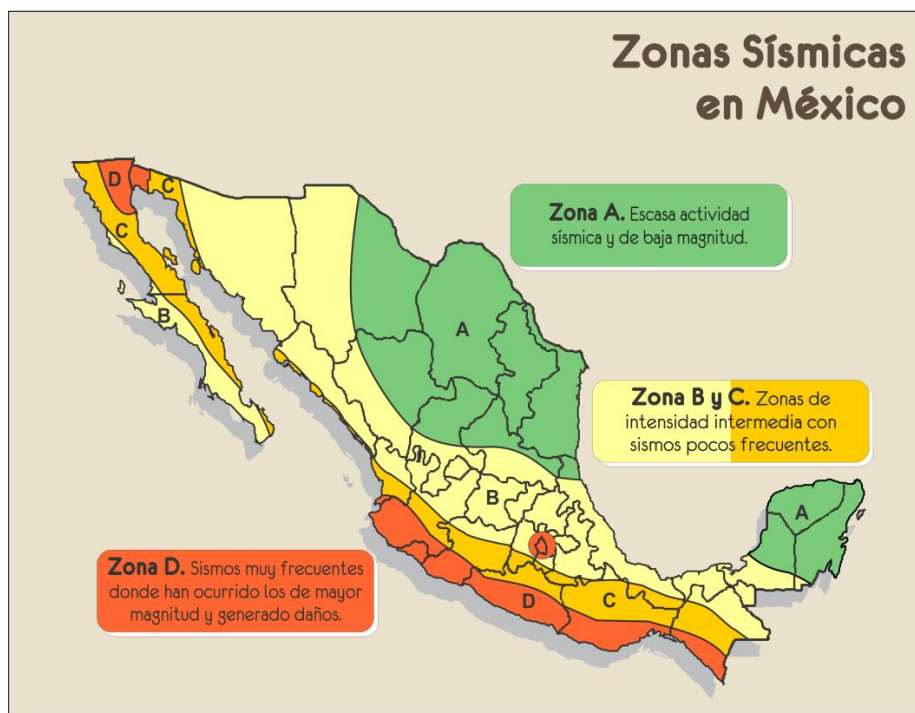 Zonas Sísmicas
en México
D
C
C
B
A
Zona A. Escasa actividad
sísmica y de baja magnitud.
Zona B y C. Zonas de
intensidad intermedia con
sismos pocos frecuentes.
B
A
Zona D. Sismos muy frecuentes
donde han ocurrido los de mayor
magnitud y generado daños.
D
C